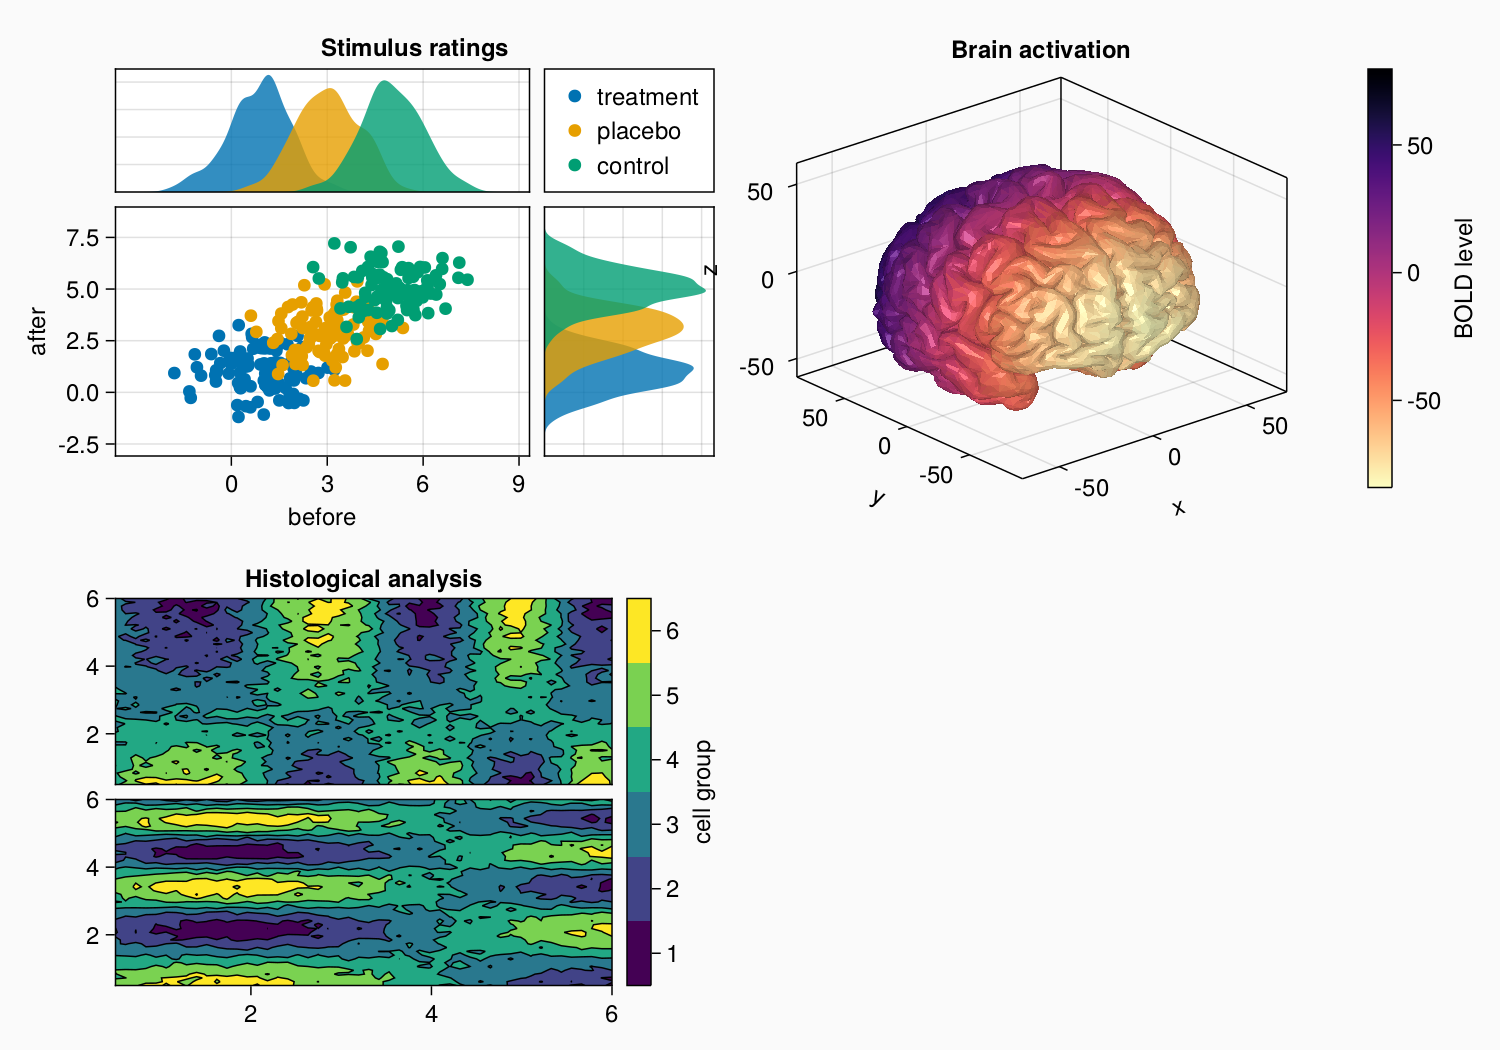 Stimulus ratings
treatment
placebo
control
7.5
5.0
2.5
0.0
-2.5
after
0
3
6
9
before
Brain activation
50
0
-50
z
50
0
-50
y
-50
0
50
x
50
0
-50
BOLD level
Histological analysis
6
4
2
6
4
2
2
4
6
6
5
4
3
2
1
cell group